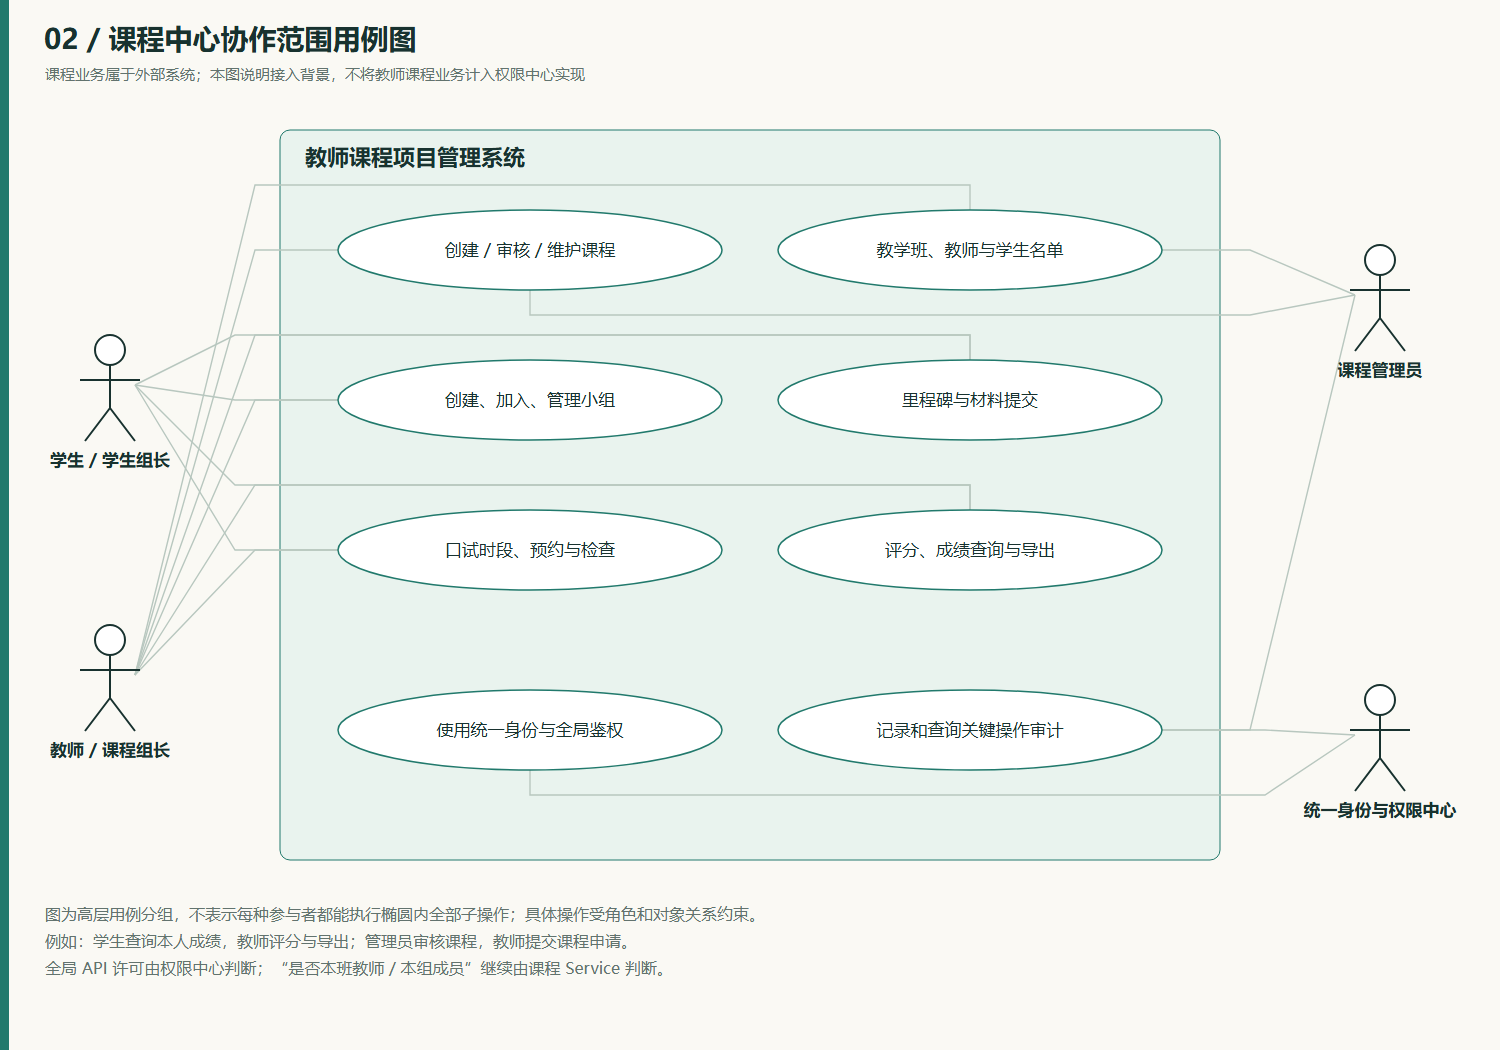 02 / 课程中心协作范围用例图
课程业务属于外部系统；本图说明接入背景，不将教师课程业务计入权限中心实现
教师课程项目管理系统
创建 / 审核 / 维护课程
教学班、教师与学生名单
课程管理员
创建、加入、管理小组
里程碑与材料提交
学生 / 学生组长
口试时段、预约与检查
评分、成绩查询与导出
教师 / 课程组长
使用统一身份与全局鉴权
记录和查询关键操作审计
统一身份与权限中心
图为高层用例分组，不表示每种参与者都能执行椭圆内全部子操作；具体操作受角色和对象关系约束。
例如：学生查询本人成绩，教师评分与导出；管理员审核课程，教师提交课程申请。
全局 API 许可由权限中心判断；“是否本班教师 / 本组成员”继续由课程 Service 判断。